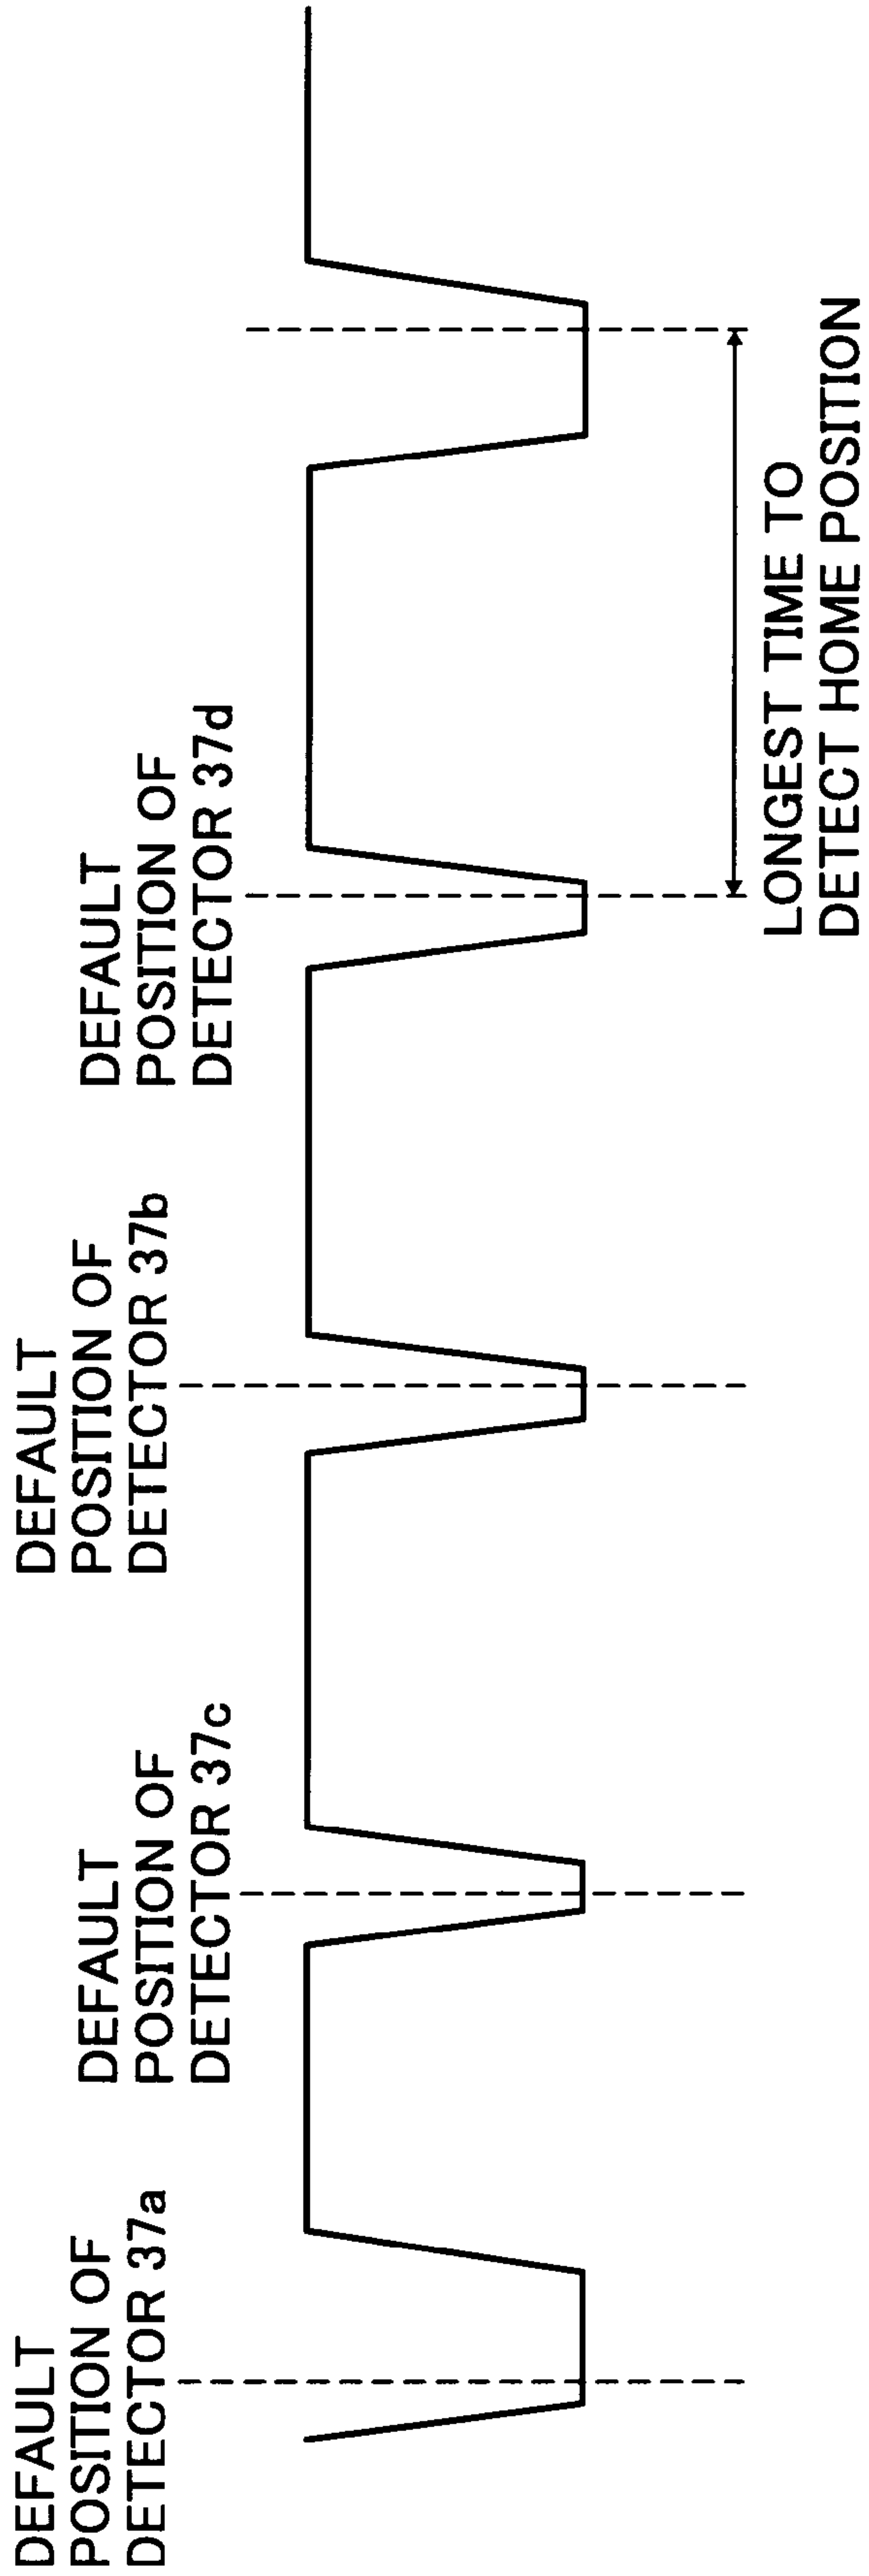 DEFAULT
POSITION OF
DETECTOR 37a
DEFAULT
POSITION OF
DETECTOR 37c
DEFAULT
POSITION OF
DETECTOR 37b
DEFAULT
POSITION OF
DETECTOR 37d
LONGEST TIME TO
DETECT HOME POSITION